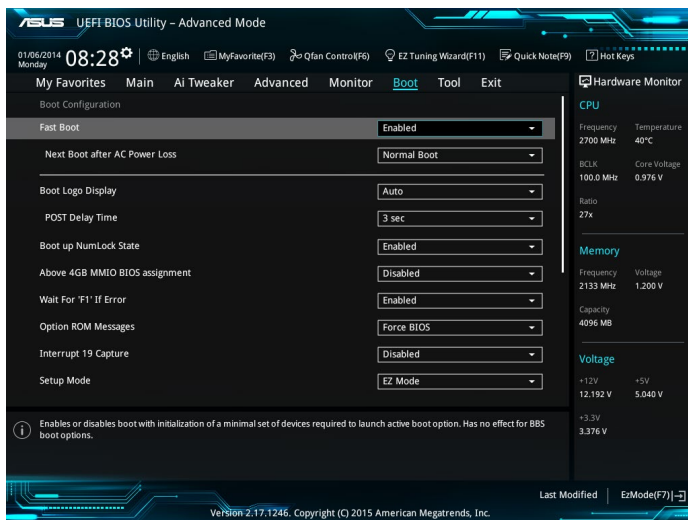 ASUS UEFI BIOS Utility – Advanced Mode
01/06/2014
Monday
08:28
English
MyFavorite(F3)
Qfan Control(F6)
EZ Tuning Wizard(F11)
Quick Note(F9)
? Hot Keys
My Favorites Main Ai Tweaker Advanced Monitor Boot Tool Exit
Boot Configuration
Fast Boot Enabled
Next Boot after AC Power Loss Normal Boot
Boot Logo Display Auto
POST Delay Time 3 sec
Boot up NumLock State Enabled
Above 4GB MMIO BIOS assignment Disabled
Wait For 'F1' If Error Enabled
Option ROM Messages Force BIOS
Interrupt 19 Capture Disabled
Setup Mode EZ Mode
i Enables or disables boot with initialization of a minimal set of devices required to launch active boot option. Has no effect for BBS
boot options.
Hardware Monitor
CPU
Frequency Temperature
2700 MHz 40°C
BCLK Core Voltage
100.0 MHz 0.976 V
Ratio
27x
Memory
Frequency Voltage
2133 MHz 1.200 V
Capacity
4096 MB
Voltage
+12V +5V
12.192 V 5.040 V
+3.3V
3.376 V
Last Modified
EzMode(F7)
Version 2.17.1246. Copyright (C) 2015 American Megatrends, Inc.